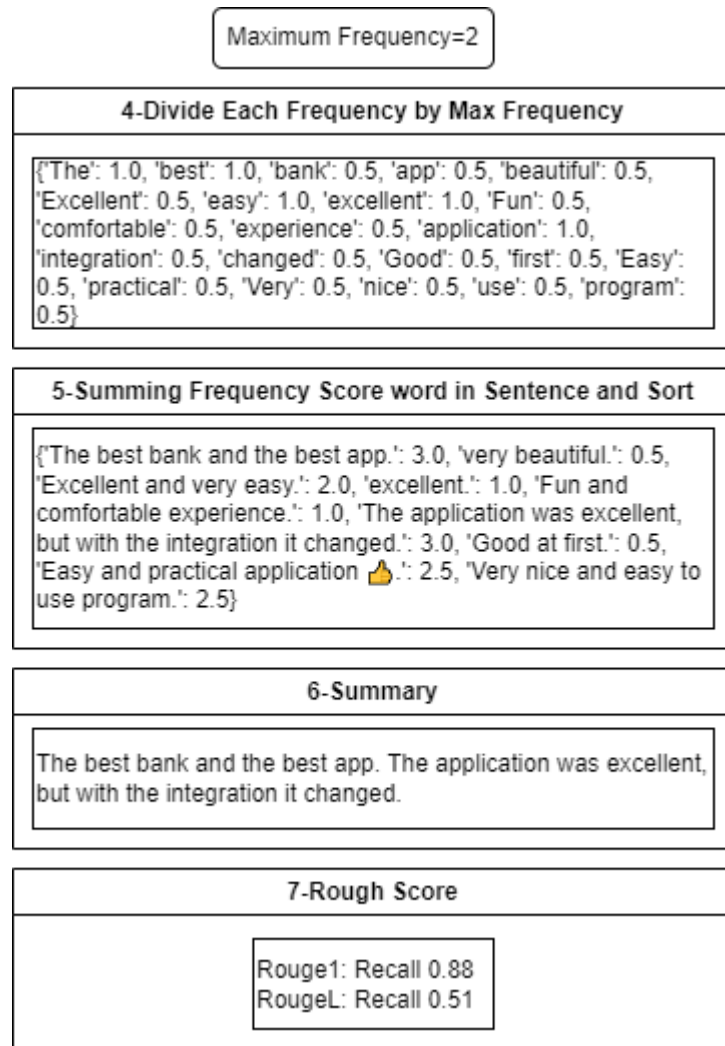 Maximum Frequency=2
4-Divide Each Frequency by Max Frequency
{'The': 1.0, 'best': 1.0, 'bank': 0.5, 'app': 0.5, 'beautiful': 0.5,
'Excellent': 0.5, 'easy': 1.0, 'excellent': 1.0, 'Fun': 0.5,
'comfortable': 0.5, 'experience': 0.5, 'application': 1.0,
'integration': 0.5, 'changed': 0.5, 'Good': 0.5, 'first': 0.5, 'Easy':
0.5, 'practical': 0.5, 'Very': 0.5, 'nice': 0.5, 'use': 0.5, 'program':
0.5}
5-Summing Frequency Score word in Sentence and Sort
{'The best bank and the best app.': 3.0, 'very beautiful.': 0.5,
'Excellent and very easy.': 2.0, 'excellent.': 1.0, 'Fun and
comfortable experience.': 1.0, 'The application was excellent,
but with the integration it changed.': 3.0, 'Good at first.': 0.5,
'Easy and practical application 👍.': 2.5, 'Very nice and easy to
use program.': 2.5}
6-Summary
The best bank and the best app. The application was excellent,
but with the integration it changed.
7-Rough Score
Rouge1: Recall 0.88
RougeL: Recall 0.51